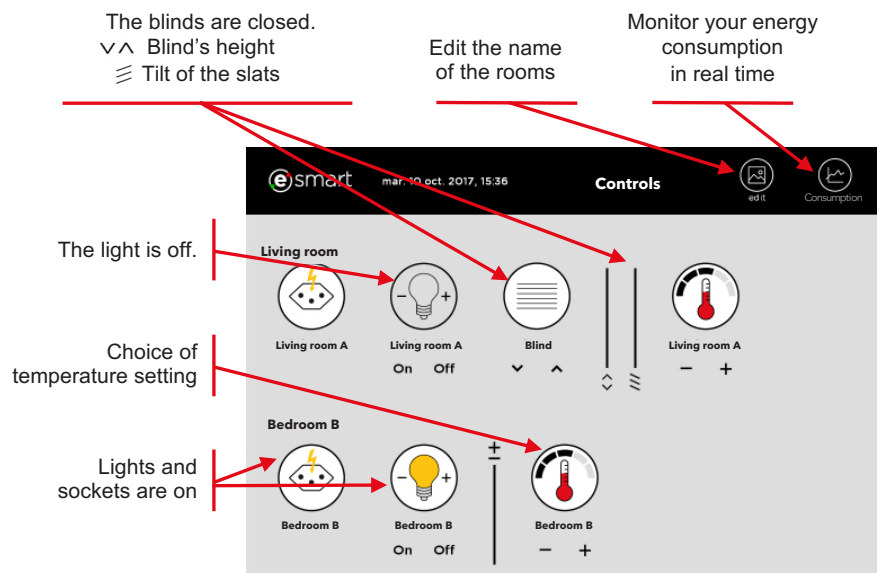 The blinds are closed.
Blind's height
Tilt of the slats
Edit the name
of the rooms
Monitor your energy
consumption
in real time
esmart mar. 10 oct. 2017, 15:36 Controls
edit
Consumption
The light is off.
Living room
Living room A
Living room A
Blind
Living room A
On Off
− +
Choice of
temperature setting
Bedroom B
Lights and
sockets are on
− +
Bedroom B
Bedroom B
Bedroom B
On Off
− +